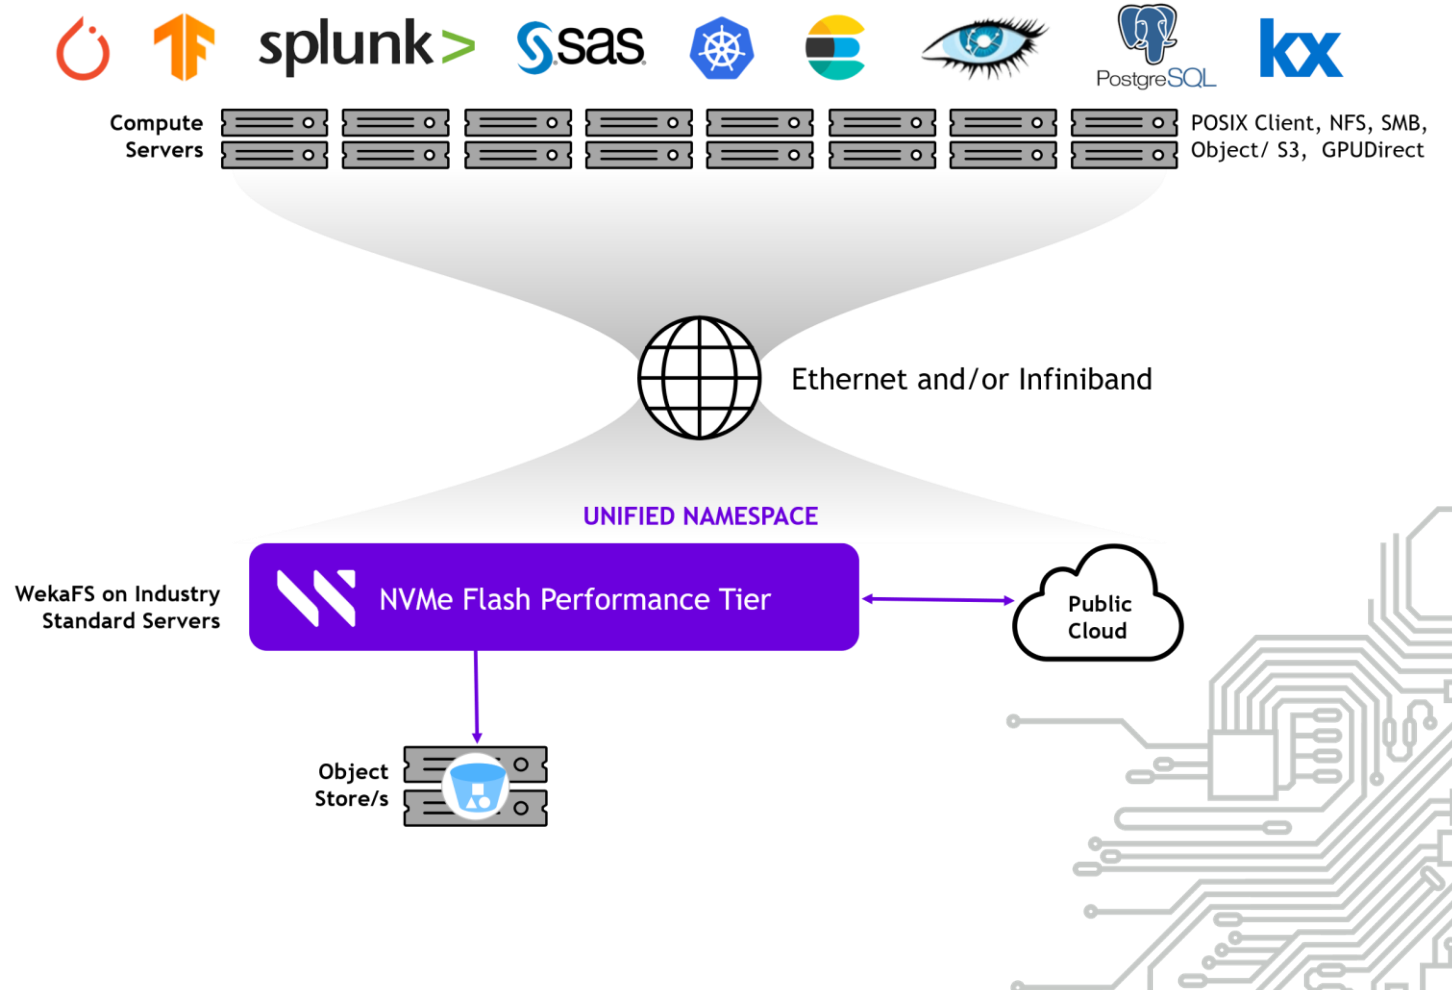 splunk>
sas
PostgreSQL
kx
Compute
Servers
POSIX Client, NFS, SMB,
Object/ S3, GPUDirect
Ethernet and/or Infiniband
UNIFIED NAMESPACE
WekaFS on Industry
Standard Servers
NVMe Flash Performance Tier
Public
Cloud
Object
Store/s